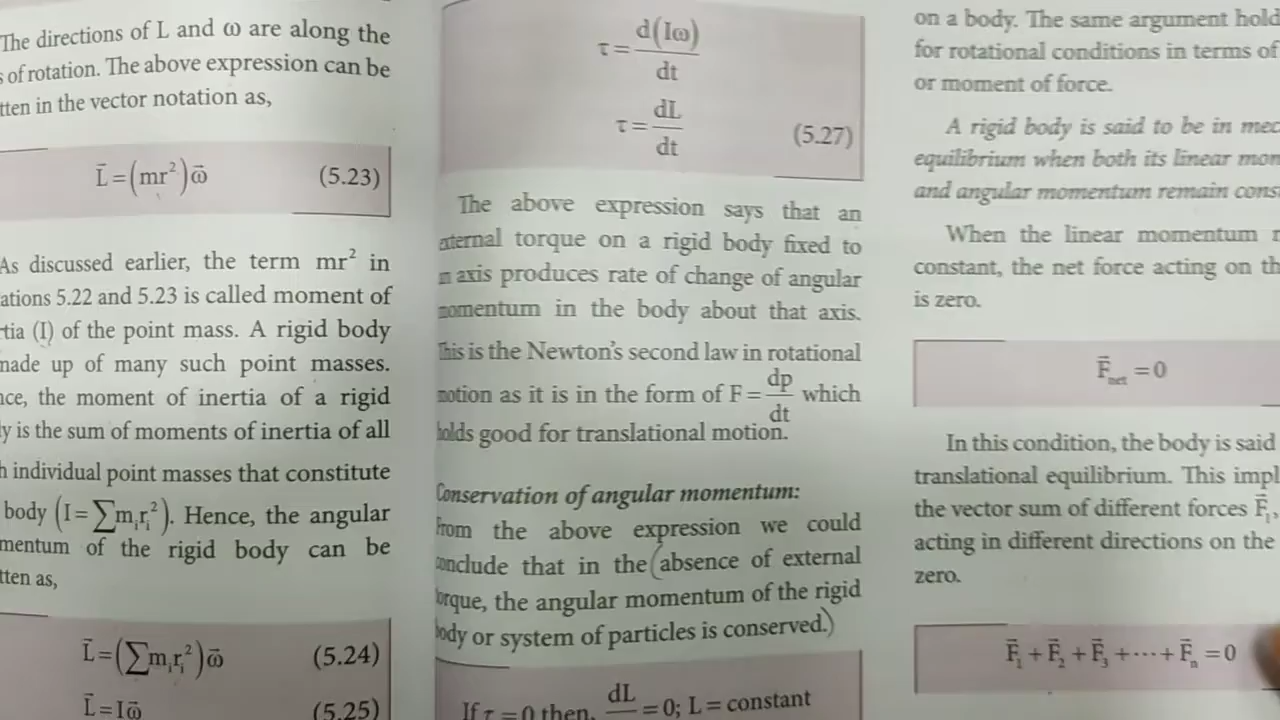 The directions of L and ω are along the
of rotation. The above expression can be
tten in the vector notation as,
L⃗ = (mr²)ω⃗ (5.23)
As discussed earlier, the term mr² in
ations 5.22 and 5.23 is called moment of
tia (I) of the point mass. A rigid body
made up of many such point masses.
nce, the moment of inertia of a rigid
y is the sum of moments of inertia of all
h individual point masses that constitute
body (I=∑mᵢrᵢ²). Hence, the angular
mentum of the rigid body can be
tten as,
L⃗ = (∑mᵢrᵢ²)ω⃗ (5.24)
L⃗ = Iω⃗ (5.25)
τ = d(Iω)/dt
τ = dL/dt (5.27)
The above expression says that an
external torque on a rigid body fixed to
axis produces rate of change of angular
momentum in the body about that axis.
This is the Newton's second law in rotational
motion as it is in the form of F = dp/dt which
holds good for translational motion.
Conservation of angular momentum:
From the above expression we could
conclude that in the (absence of external
torque, the angular momentum of the rigid
body or system of particles is conserved.)
If τ = 0 then, dL/dt = 0; L = constant
on a body. The same argument hold
for rotational conditions in terms of
or moment of force.
A rigid body is said to be in mec
equilibrium when both its linear mom
and angular momentum remain cons
When the linear momentum r
constant, the net force acting on th
is zero.
F⃗net = 0
In this condition, the body is said
translational equilibrium. This impl
the vector sum of different forces F⃗₁,
acting in different directions on the
zero.
F⃗₁ + F⃗₂ + F⃗₃ + ··· + F⃗ₙ = 0